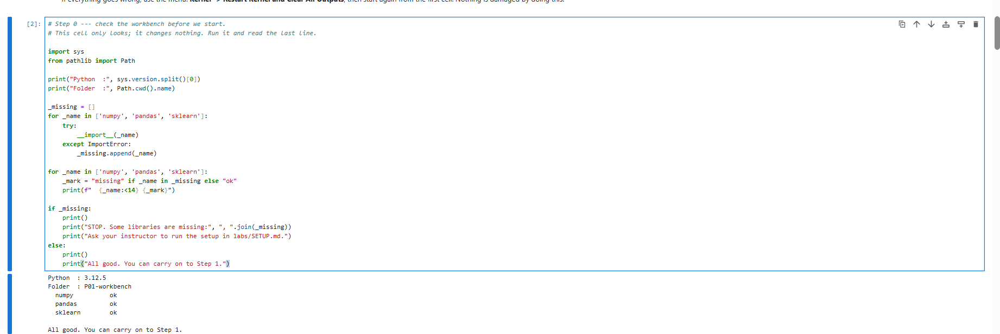 If everything goes wrong, use the menu: Kernel -> Restart Kernel and Clear All Outputs, then start again from the first cell. Nothing is damaged by doing this.
[2]:
# Step 0 --- check the workbench before we start.
# This cell only looks; it changes nothing. Run it and read the last line.

import sys
from pathlib import Path

print("Python  :", sys.version.split()[0])
print("Folder  :", Path.cwd().name)

_missing = []
for _name in ['numpy', 'pandas', 'sklearn']:
    try:
        __import__(_name)
    except ImportError:
        _missing.append(_name)

for _name in ['numpy', 'pandas', 'sklearn']:
    _mark = "missing" if _name in _missing else "ok"
    print(f"  {_name:<14} {_mark}")

if _missing:
    print()
    print("STOP. Some libraries are missing:", ", ".join(_missing))
    print("Ask your instructor to run the setup in labs/SETUP.md.")
else:
    print()
    print("All good. You can carry on to Step 1.")
Python  : 3.12.5
Folder  : P01-workbench
  numpy          ok
  pandas         ok
  sklearn        ok

All good. You can carry on to Step 1.